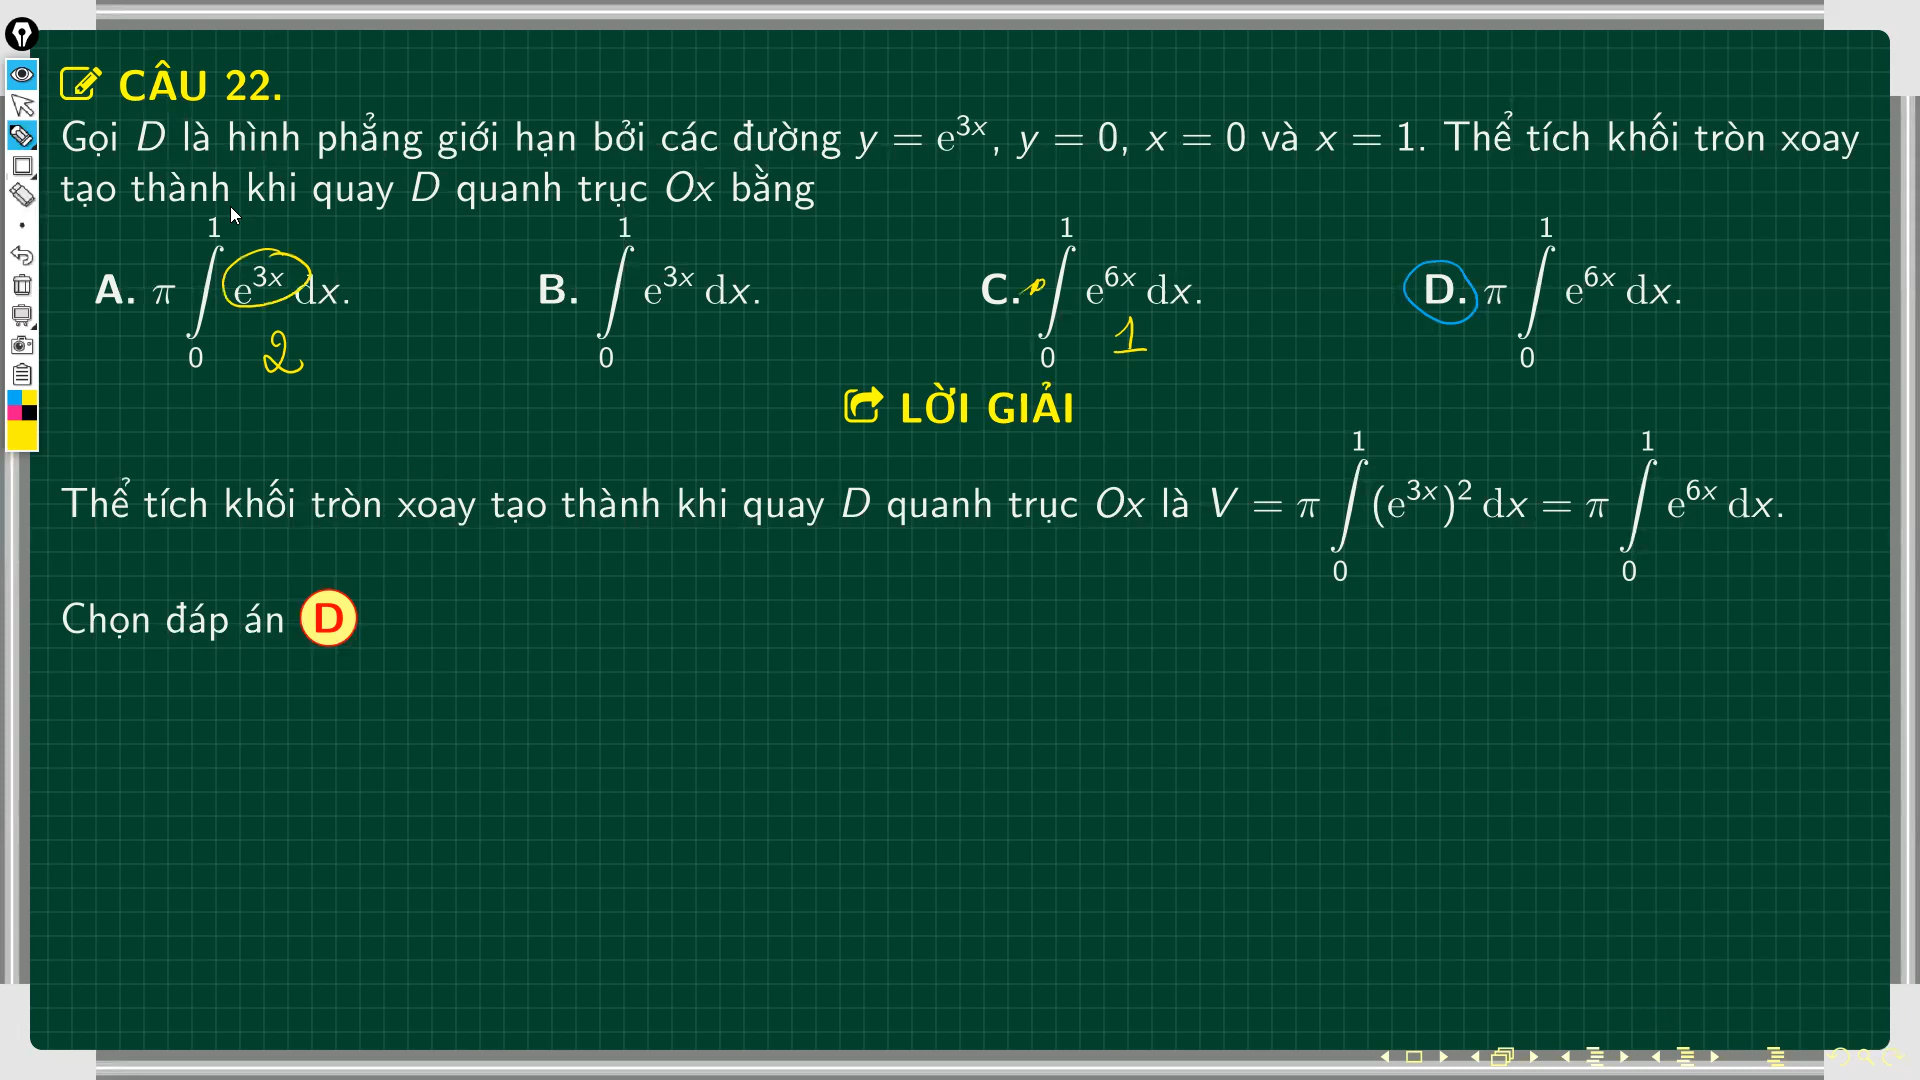 CÂU 22.
Gọi D là hình phẳng giới hạn bởi các đường y = e^{3x}, y = 0, x = 0 và x = 1. Thể tích khối tròn xoay
tạo thành khi quay D quanh trục Ox bằng
A. π ∫_0^1 e^{3x} dx. B. ∫_0^1 e^{3x} dx. C. ∫_0^1 e^{6x} dx. D. π ∫_0^1 e^{6x} dx.
2 1
LỜI GIẢI
Thể tích khối tròn xoay tạo thành khi quay D quanh trục Ox là V = π ∫_0^1 (e^{3x})^2 dx = π ∫_0^1 e^{6x} dx.
Chọn đáp án D